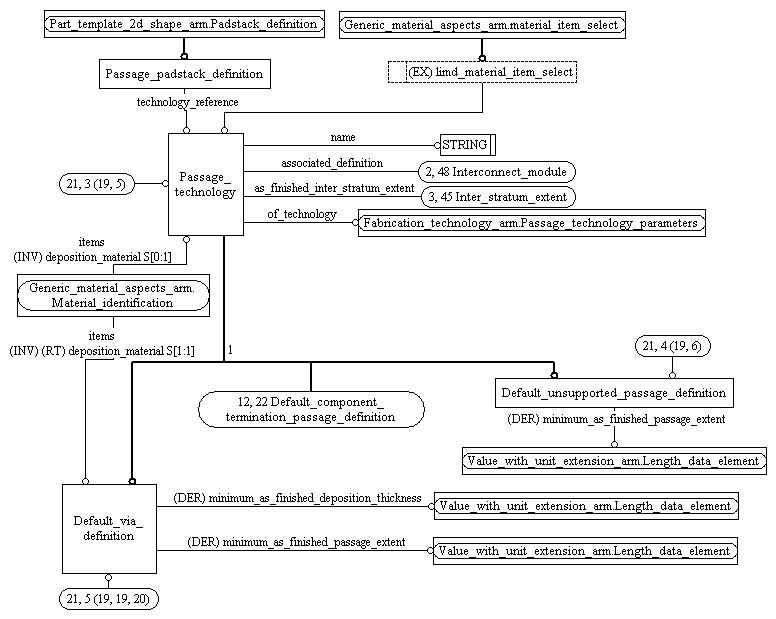 Part_template_2d_shape_arm.Padstack_definition
Generic_material_aspects_arm.material_item_select
Passage_padstack_definition
(EX) limd_material_item_select
technology_reference
Passage_
technology
name
STRING
associated_definition
2, 48 Interconnect_module
21, 3 (19, 5)
as_finished_inter_stratum_extent
3, 45 Inter_stratum_extent
of_technology
Fabrication_technology_arm.Passage_technology_parameters
items
(INV) deposition_material S[0:1]
Generic_material_aspects_arm.
Material_identification
items
(INV) (RT) deposition_material S[1:1]
1
21, 4 (19, 6)
12, 22 Default_component_
termination_passage_definition
Default_unsupported_passage_definition
(DER) minimum_as_finished_passage_extent
Value_with_unit_extension_arm.Length_data_element
Default_via_
definition
(DER) minimum_as_finished_deposition_thickness
Value_with_unit_extension_arm.Length_data_element
(DER) minimum_as_finished_passage_extent
Value_with_unit_extension_arm.Length_data_element
21, 5 (19, 19, 20)